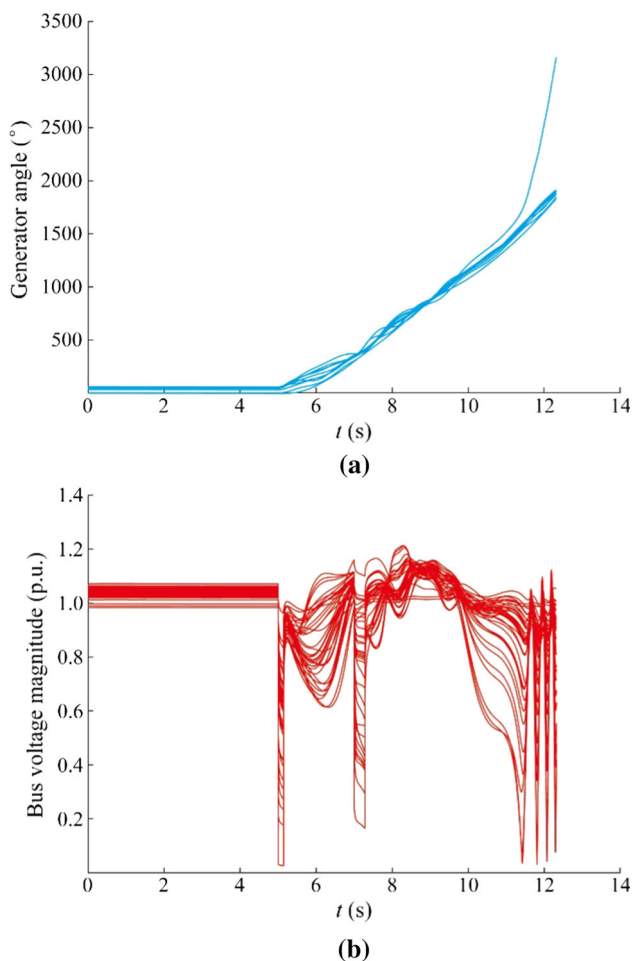 3500
3000
2500
2000
1500
1000
500
Generator angle (°)
0 2 4 6 8 10 12 14
t (s)
(a)
1.4
1.2
1.0
0.8
0.6
0.4
0.2
Bus voltage magnitude (p.u.)
0 2 4 6 8 10 12 14
t (s)
(b)